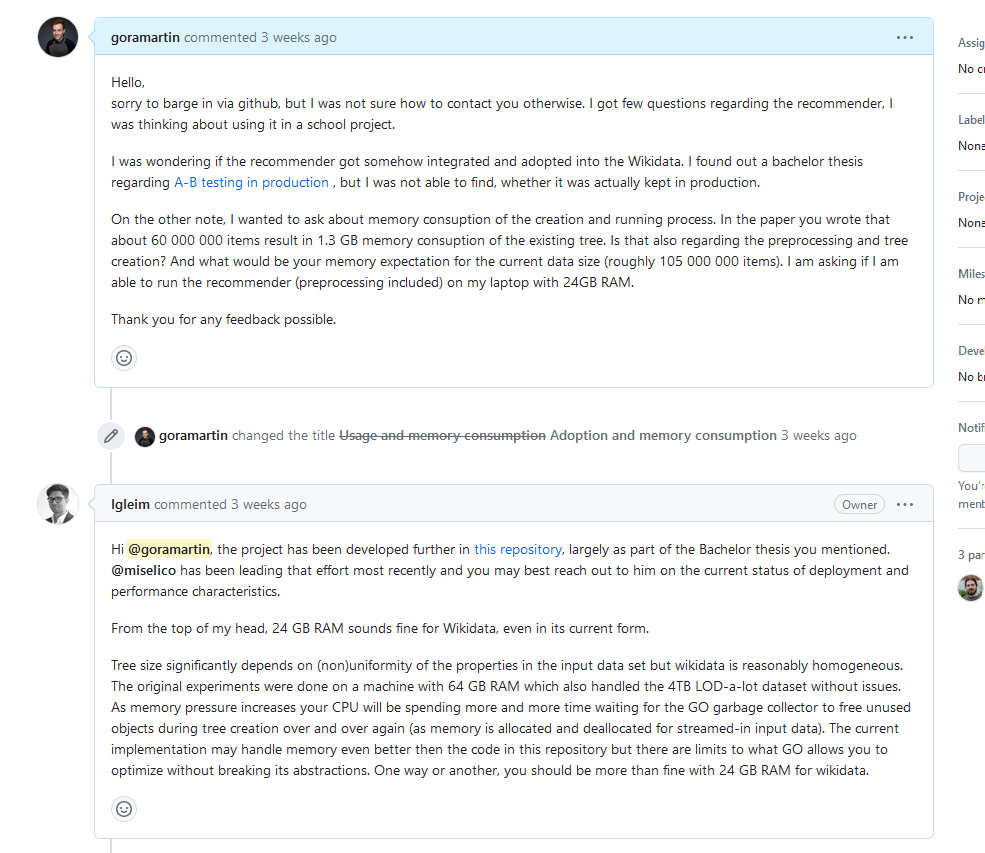 goramartin commented 3 weeks ago
Hello,
sorry to barge in via github, but I was not sure how to contact you otherwise. I got few questions regarding the recommender, I
was thinking about using it in a school project.
I was wondering if the recommender got somehow integrated and adopted into the Wikidata. I found out a bachelor thesis
regarding A-B testing in production , but I was not able to find, whether it was actually kept in production.
On the other note, I wanted to ask about memory consuption of the creation and running process. In the paper you wrote that
about 60 000 000 items result in 1.3 GB memory consuption of the existing tree. Is that also regarding the preprocessing and tree
creation? And what would be your memory expectation for the current data size (roughly 105 000 000 items). I am asking if I am
able to run the recommender (preprocessing included) on my laptop with 24GB RAM.
Thank you for any feedback possible.
goramartin changed the title Usage and memory consumption Adoption and memory consumption 3 weeks ago
lgleim commented 3 weeks ago Owner
Hi @goramartin, the project has been developed further in this repository, largely as part of the Bachelor thesis you mentioned.
@miselico has been leading that effort most recently and you may best reach out to him on the current status of deployment and
performance characteristics.
From the top of my head, 24 GB RAM sounds fine for Wikidata, even in its current form.
Tree size significantly depends on (non)uniformity of the properties in the input data set but wikidata is reasonably homogeneous.
The original experiments were done on a machine with 64 GB RAM which also handled the 4TB LOD-a-lot dataset without issues.
As memory pressure increases your CPU will be spending more and more time waiting for the GO garbage collector to free unused
objects during tree creation over and over again (as memory is allocated and deallocated for streamed-in input data). The current
implementation may handle memory even better then the code in this repository but there are limits to what GO allows you to
optimize without breaking its abstractions. One way or another, you should be more than fine with 24 GB RAM for wikidata.
Assig
No o
Label
None
Proje
None
Miles
No m
Deve
No b
Notif
You'r
ment
3 par